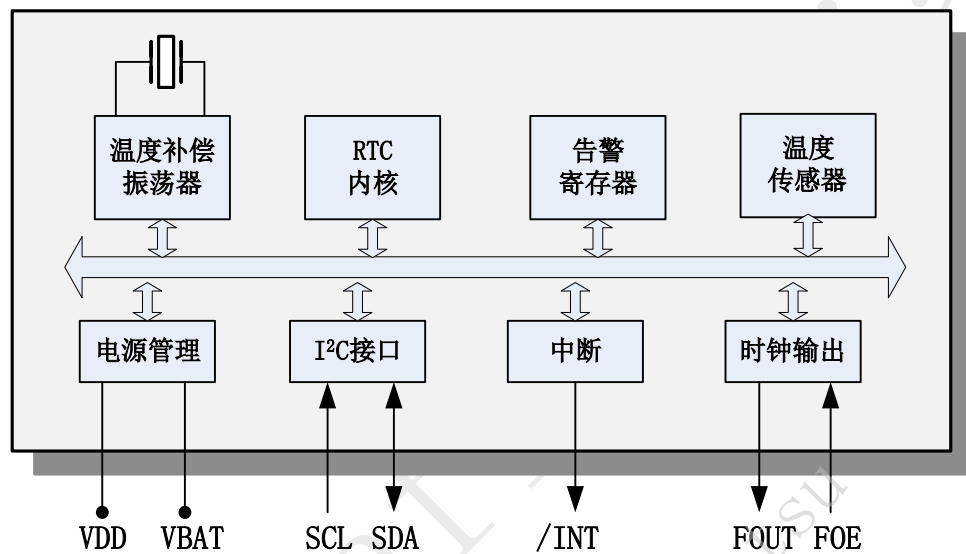 温度补偿
振荡器
RTC
内核
告警
寄存器
温度
传感器
电源管理
I²C接口
中断
时钟输出
VDD VBAT SCL SDA /INT FOUT FOE